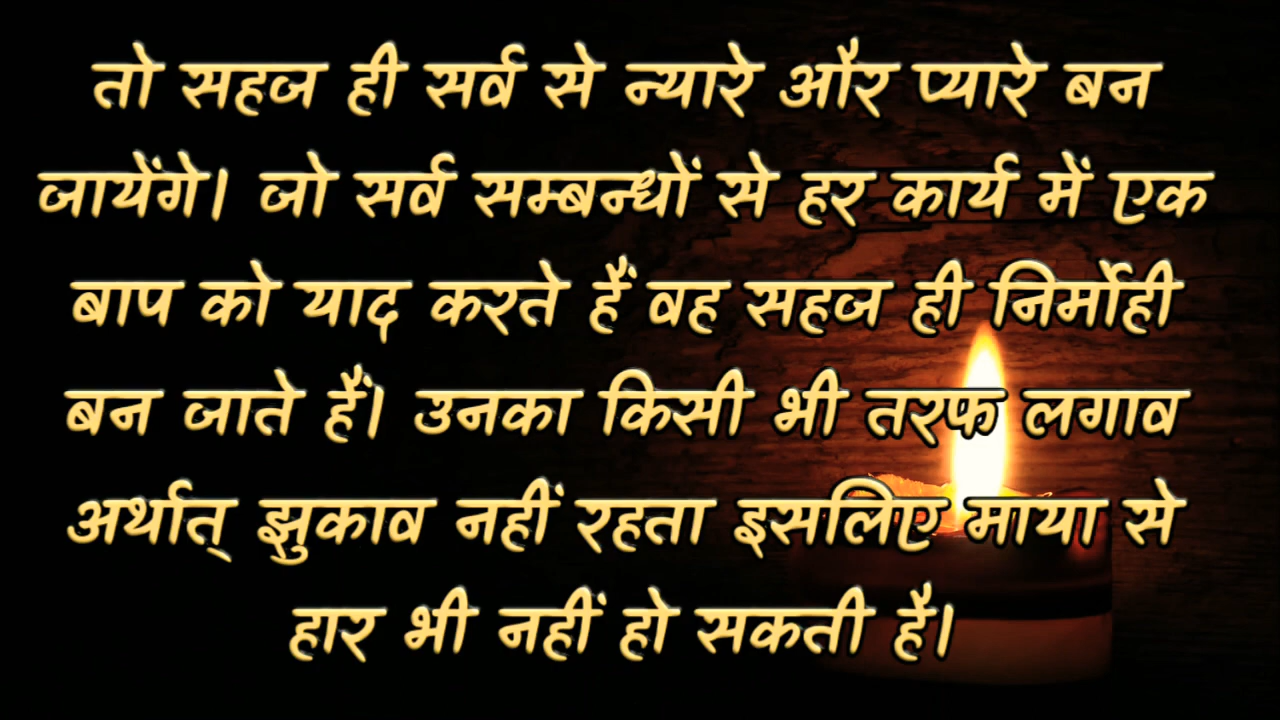 तो सहज ही सर्व से न्यारे और प्यारे बन
जायेंगे। जो सर्व सम्बन्धों से हर कार्य में एक
बाप को याद करते हैं वह सहज ही निर्मोही
बन जाते हैं। उनका किसी भी तरफ लगाव
अर्थात् झुकाव नहीं रहता इसलिए माया से
हार भी नहीं हो सकती है।